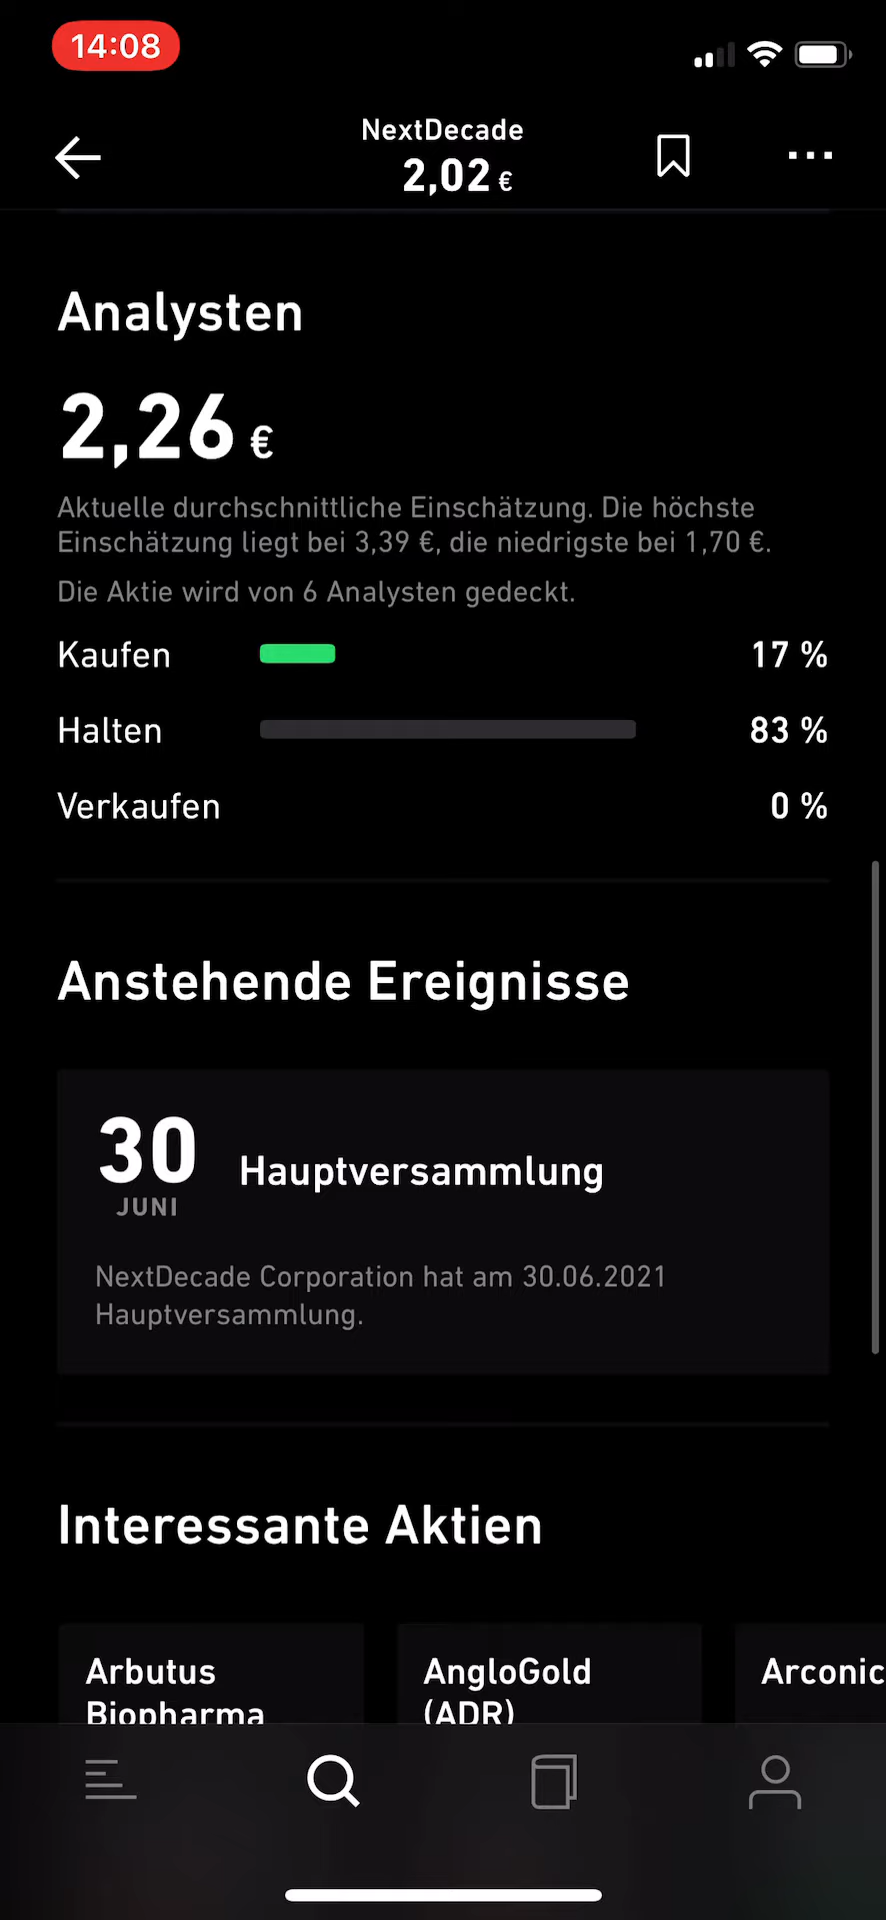 14:08
NextDecade
2,02 €
Analysten
2,26 €
Aktuelle durchschnittliche Einschätzung. Die höchste
Einschätzung liegt bei 3,39 €, die niedrigste bei 1,70 €.
Die Aktie wird von 6 Analysten gedeckt.
Kaufen 17 %
Halten 83 %
Verkaufen 0 %
Anstehende Ereignisse
30
JUNI
Hauptversammlung
NextDecade Corporation hat am 30.06.2021
Hauptversammlung.
Interessante Aktien
Arbutus
Biopharma
AngloGold
(ADR)
Arconic